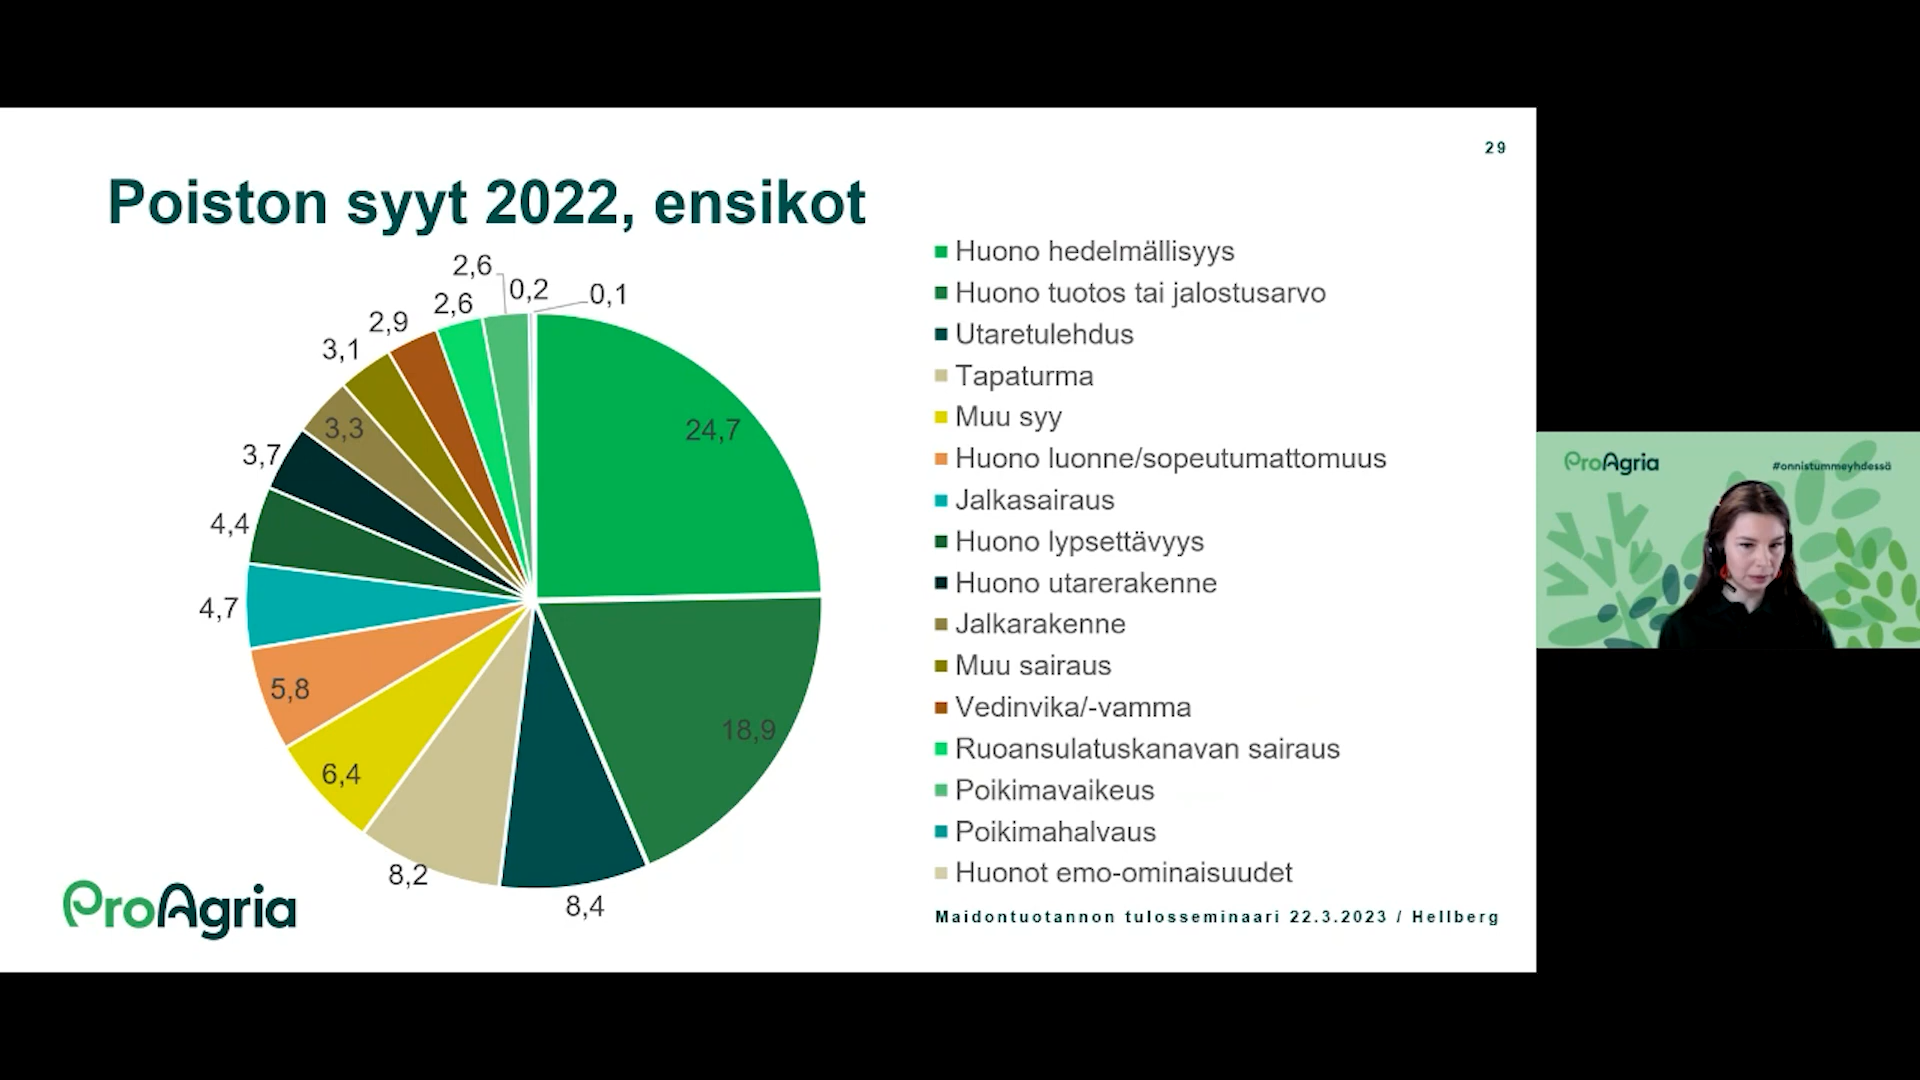 29
Poiston syyt 2022, ensikot
2,6
0,2
0,1
2,6
2,9
3,1
3,3
3,7
4,4
4,7
5,8
6,4
8,2
8,4
18,9
24,7
Huono hedelmällisyys
Huono tuotos tai jalostusarvo
Utaretulehdus
Tapaturma
Muu syy
Huono luonne/sopeutumattomuus
Jalkasairaus
Huono lypsettävyys
Huono utarerakenne
Jalkarakenne
Muu sairaus
Vedinvika/-vamma
Ruoansulatuskanavan sairaus
Poikimavaikeus
Poikimahalvaus
Huonot emo-ominaisuudet
ProAgria
Maidontuotannon tulosseminaari 22.3.2023 / Hellberg
ProAgria
#onnistummeyhdessä